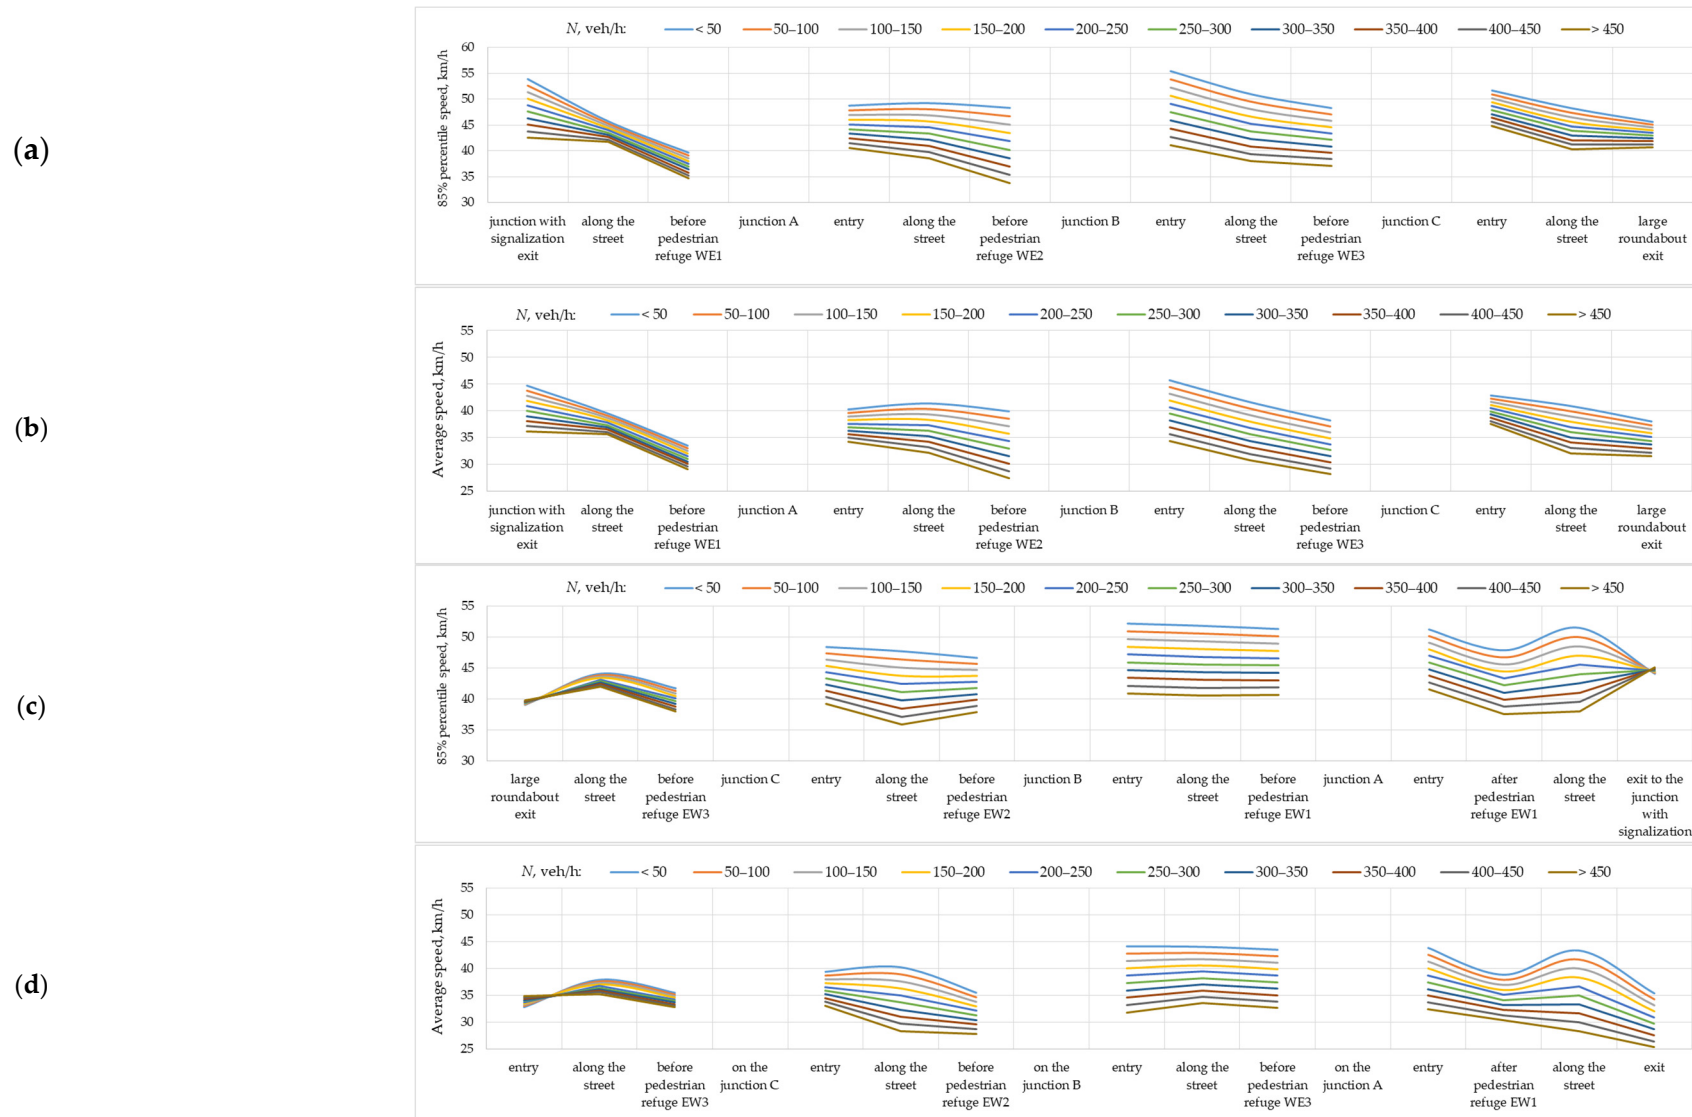 (a)
N, veh/h: < 50 50–100 100–150 150–200 200–250 250–300 300–350 350–400 400–450 > 450
85% percentile speed, km/h
60
55
50
45
40
35
30
junction with along the before junction A entry along the before junction B entry along the before junction C entry along the large
signalization street pedestrian street pedestrian street pedestrian street roundabout
exit refuge WE1 refuge WE2 refuge WE3 exit
(b)
N, veh/h: < 50 50–100 100–150 150–200 200–250 250–300 300–350 350–400 400–450 > 450
Average speed, km/h
55
50
45
40
35
30
25
junction with along the before junction A entry along the before junction B entry along the before junction C entry along the large
signalization street pedestrian street pedestrian street pedestrian street roundabout
exit refuge WE1 refuge WE2 refuge WE3 exit
(c)
N, veh/h: < 50 50–100 100–150 150–200 200–250 250–300 300–350 350–400 400–450 > 450
85% percentile speed, km/h
55
50
45
40
35
30
large along the before junction C entry along the before junction B entry along the before junction A entry after along the exit to the
roundabout street pedestrian street pedestrian street pedestrian pedestrian street junction
exit refuge EW3 refuge EW2 refuge EW1 refuge EW1 with
signalization
(d)
N, veh/h: < 50 50–100 100–150 150–200 200–250 250–300 300–350 350–400 400–450 > 450
Average speed, km/h
55
50
45
40
35
30
25
entry along the before on the entry along the before on the entry along the before on the entry after along the exit
street pedestrian junction C street pedestrian junction B street pedestrian junction A pedestrian street
refuge EW3 refuge EW2 refuge WE3 refuge EW1